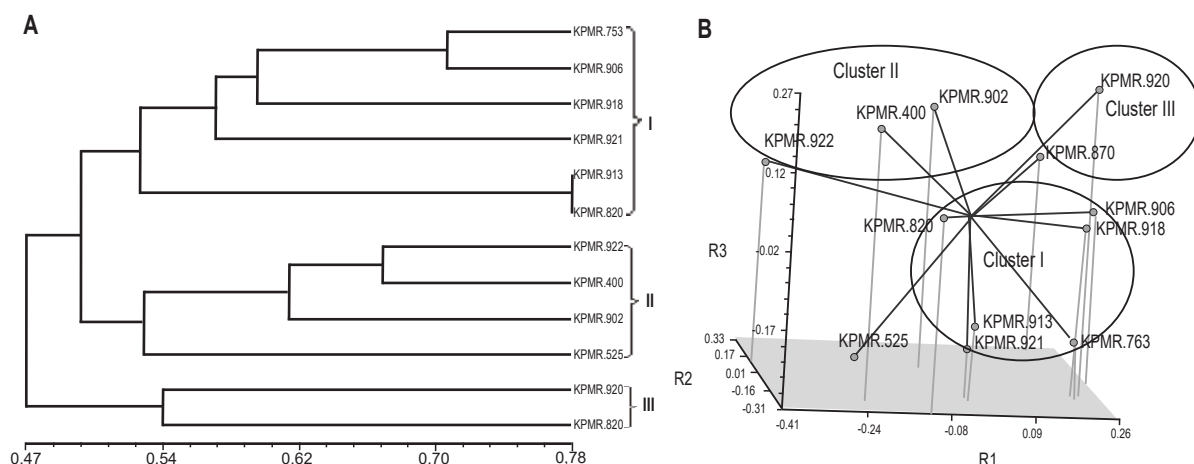 A
KPMR.753
KPMR.906
KPMR.918
KPMR.921
KPMR.913
KPMR.820
I
KPMR.922
KPMR.400
KPMR.902
KPMR.525
II
KPMR.920
KPMR.820
III
0.47 0.54 0.62 0.70 0.78
B
Cluster II
KPMR.920
Cluster III
0.27
KPMR.902
KPMR.400
KPMR.922
KPMR.870
0.12
KPMR.906
KPMR.820
KPMR.918
R3
-0.02
Cluster I
-0.17
KPMR.913
KPMR.525
KPMR.921
KPMR.763
0.33
0.17
R2
0.01
-0.16
-0.31
-0.41 -0.24 -0.08 0.09 0.26
R1